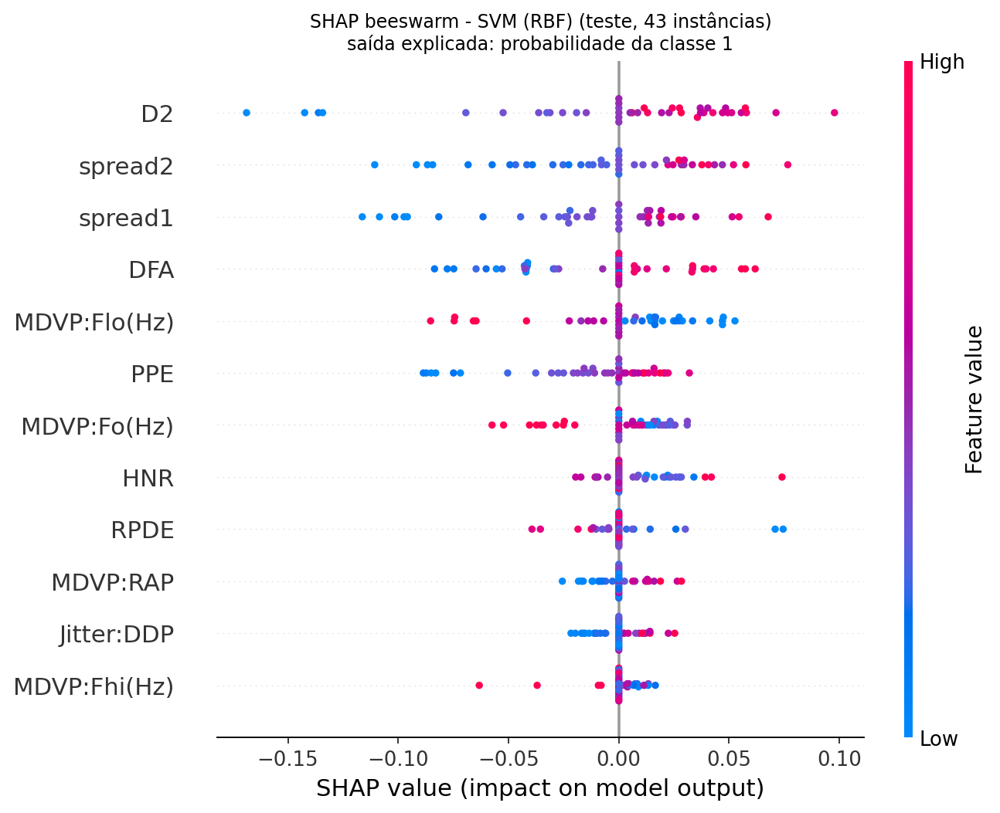 SHAP beeswarm - SVM (RBF) (teste, 43 instâncias)
saída explicada: probabilidade da classe 1
High
D2
spread2
spread1
DFA
MDVP:Flo(Hz)
PPE
MDVP:Fo(Hz)
HNR
RPDE
MDVP:RAP
Jitter:DDP
MDVP:Fhi(Hz)
Feature value
Low
−0.15 −0.10 −0.05 0.00 0.05 0.10
SHAP value (impact on model output)